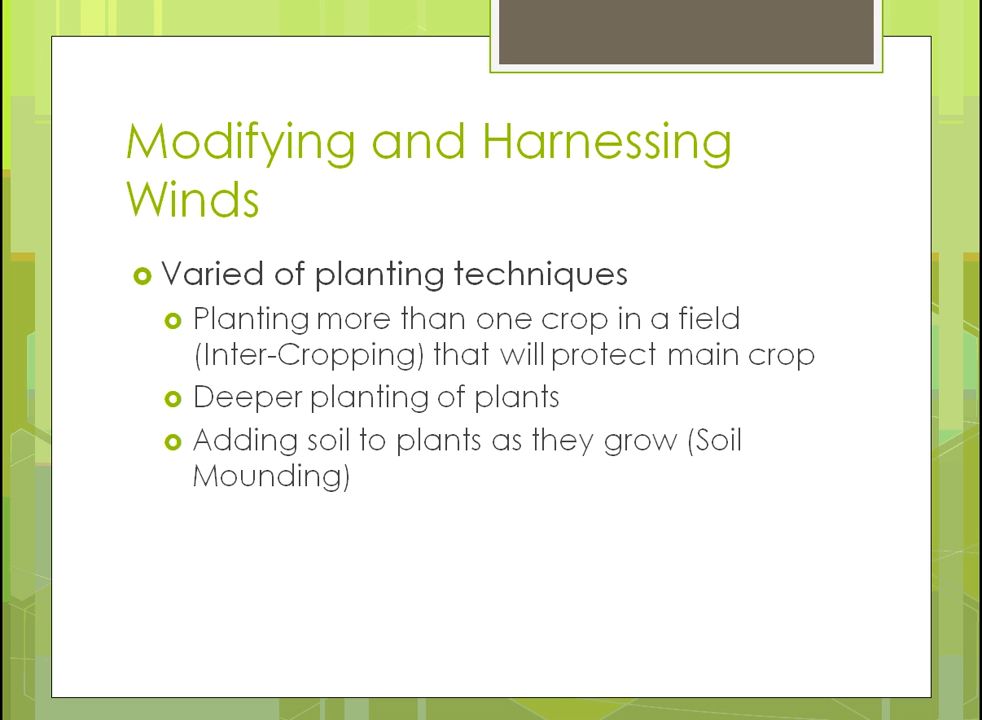 Modifying and Harnessing
Winds
Varied of planting techniques
Planting more than one crop in a field
(Inter-Cropping) that will protect main crop
Deeper planting of plants
Adding soil to plants as they grow (Soil
Mounding)